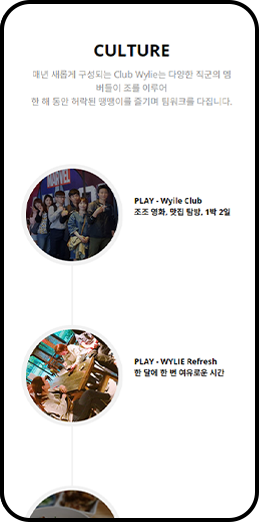 CULTURE
매년 새롭게 구성되는 Club Wylie는 다양한 직군의 멤
버들이 조를 이루어
한 해 동안 허락된 땡땡이를 즐기며 팀워크를 다집니다.
PLAY - Wylie Club
조조 영화, 맛집 탐방, 1박 2일
PLAY - WYLIE Refresh
한 달에 한 번 여유로운 시간